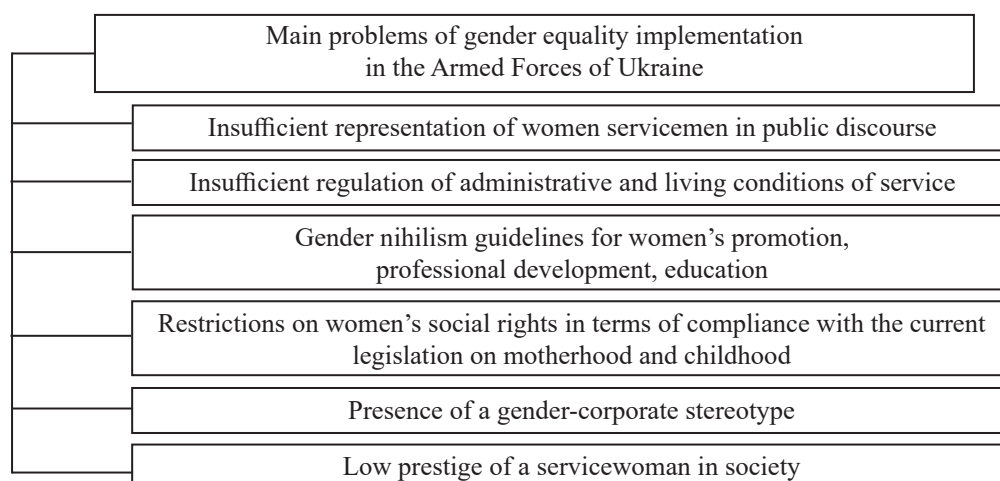 Main problems of gender equality implementation
in the Armed Forces of Ukraine
Insufficient representation of women servicemen in public discourse
Insufficient regulation of administrative and living conditions of service
Gender nihilism guidelines for women’s promotion,
professional development, education
Restrictions on women’s social rights in terms of compliance with the current
legislation on motherhood and childhood
Presence of a gender-corporate stereotype
Low prestige of a servicewoman in society